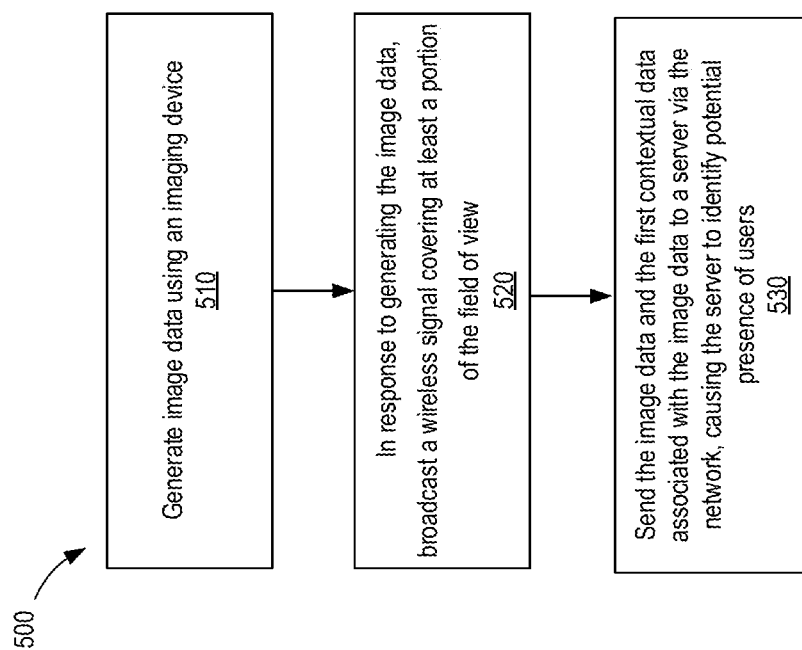 500
Generate image data using an imaging device
510
In response to generating the image data,
broadcast a wireless signal covering at least a portion
of the field of view
520
Send the image data and the first contextual data
associated with the image data to a server via the
network, causing the server to identify potential
presence of users
530